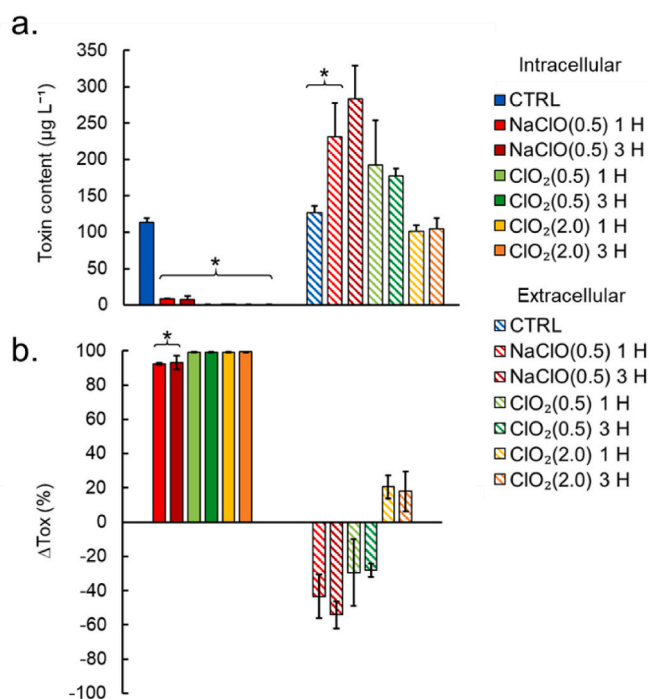 a.
Toxin content (µg L⁻¹)
350
300
250
200
150
100
50
0
*
*
Intracellular
CTRL
NaClO(0.5) 1 H
NaClO(0.5) 3 H
ClO₂(0.5) 1 H
ClO₂(0.5) 3 H
ClO₂(2.0) 1 H
ClO₂(2.0) 3 H
Extracellular
CTRL
NaClO(0.5) 1 H
NaClO(0.5) 3 H
ClO₂(0.5) 1 H
ClO₂(0.5) 3 H
ClO₂(2.0) 1 H
ClO₂(2.0) 3 H
b.
ΔTox (%)
100
80
60
40
20
0
-20
-40
-60
-80
-100
*